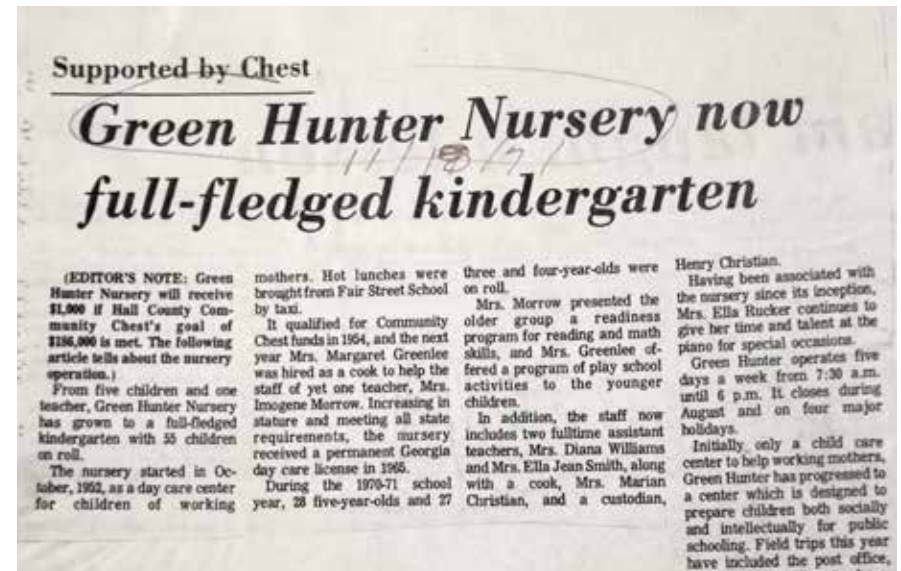 Supported by Chest
Green Hunter Nursery now
full-fledged kindergarten
11/18/71
(EDITOR'S NOTE: Green
Hunter Nursery will receive
$1,000 if Hall County Com-
munity Chest's goal of
$186,000 is met. The following
article tells about the nursery
operation.)
From five children and one
teacher, Green Hunter Nursery
has grown to a full-fledged
kindergarten with 55 children
on roll.
The nursery started in Oc-
tober, 1952, as a day care center
for children of working
mothers. Hot lunches were
brought from Fair Street School
by taxi.
It qualified for Community
Chest funds in 1954, and the next
year Mrs. Margaret Greenlee
was hired as a cook to help the
staff of yet one teacher, Mrs.
Imogene Morrow. Increasing in
stature and meeting all state
requirements, the nursery
received a permanent Georgia
day care license in 1965.
During the 1970-71 school
year, 28 five-year-olds and 27
three and four-year-olds were
on roll.
Mrs. Morrow presented the
older group a readiness
program for reading and math
skills, and Mrs. Greenlee of-
fered a program of play school
activities to the younger
children.
In addition, the staff now
includes two fulltime assistant
teachers, Mrs. Diana Williams
and Mrs. Ella Jean Smith, along
with a cook, Mrs. Marian
Christian, and a custodian,
Henry Christian.
Having been associated with
the nursery since its inception,
Mrs. Ella Rucker continues to
give her time and talent at the
piano for special occasions.
Green Hunter operates five
days a week from 7:30 a.m.
until 6 p.m. It closes during
August and on four major
holidays.
Initially only a child care
center to help working mothers,
Green Hunter has progressed to
a center which is designed to
prepare children both socially
and intellectually for public
schooling. Field trips this year
have included the post office,